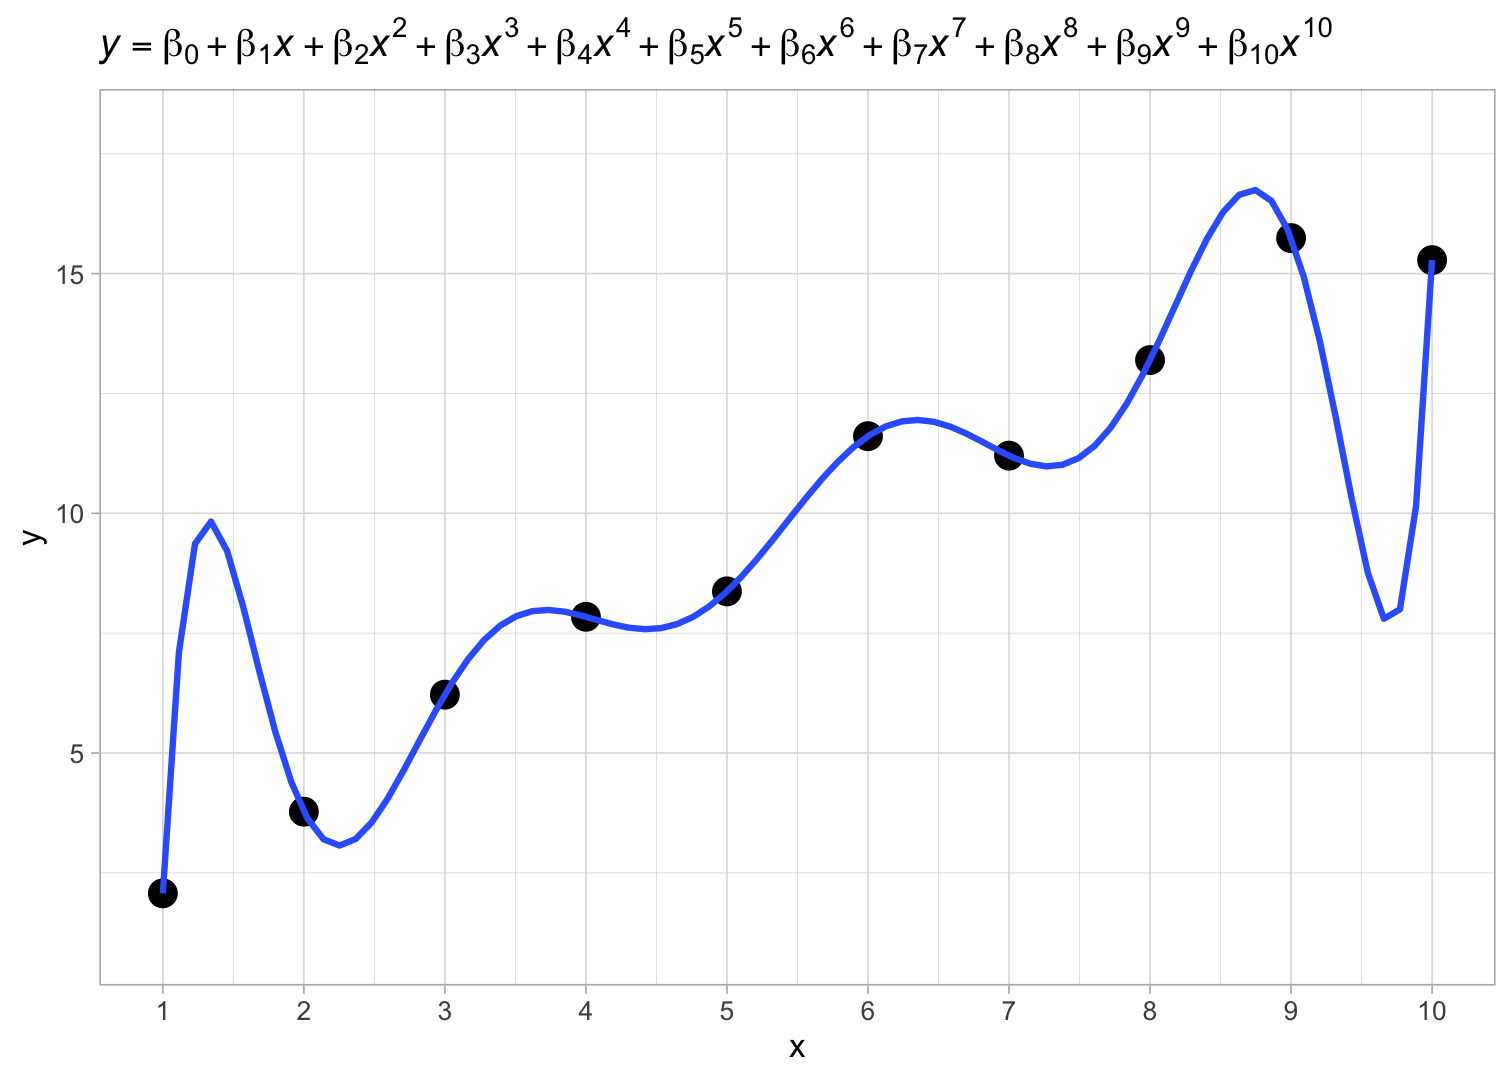 y = β₀ + β₁x + β₂x² + β₃x³ + β₄x⁴ + β₅x⁵ + β₆x⁶ + β₇x⁷ + β₈x⁸ + β₉x⁹ + β₁₀x¹⁰
15
10
5
y
1 2 3 4 5 6 7 8 9 10
x